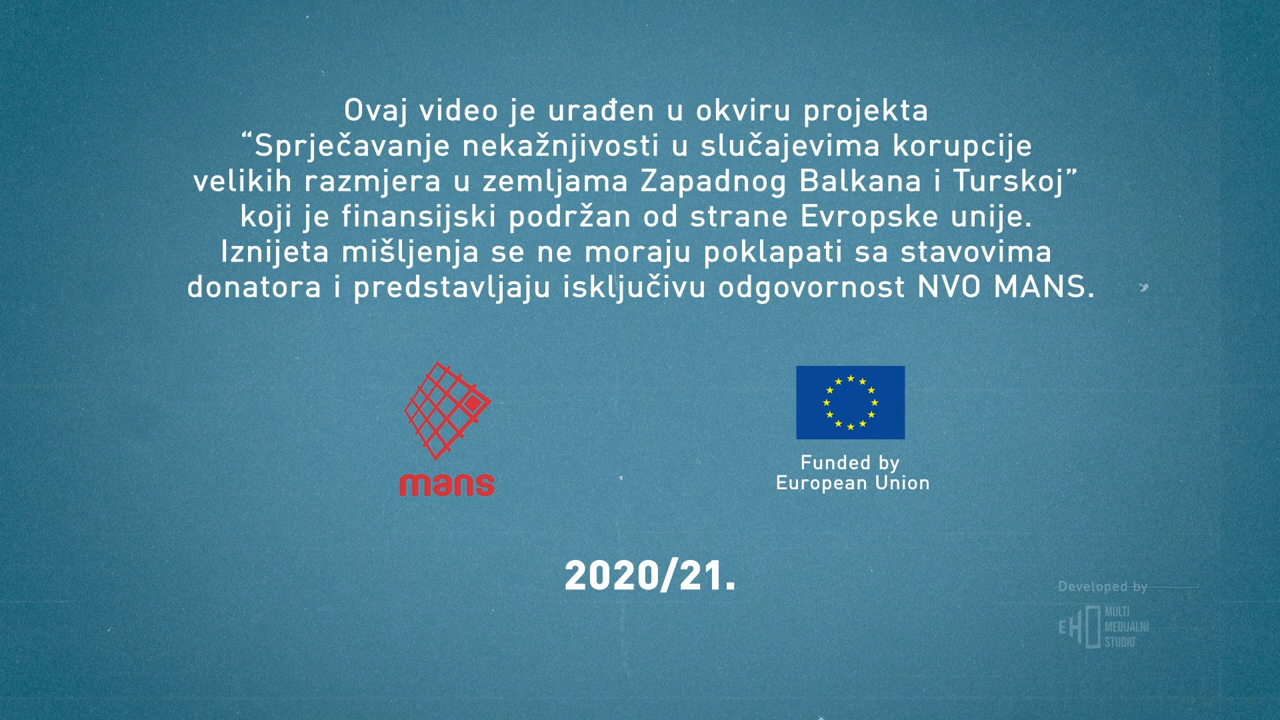 Ovaj video je urađen u okviru projekta
“Sprječavanje nekažnjivosti u slučajevima korupcije
velikih razmjera u zemljama Zapadnog Balkana i Turskoj”
koji je finansijski podržan od strane Evropske unije.
Iznijeta mišljenja se ne moraju poklapati sa stavovima
donatora i predstavljaju isključivu odgovornost NVO MANS.
mans
Funded by
European Union
2020/21.
Developed by
EHO
MULTI
MEDIJALNI
STUDIO